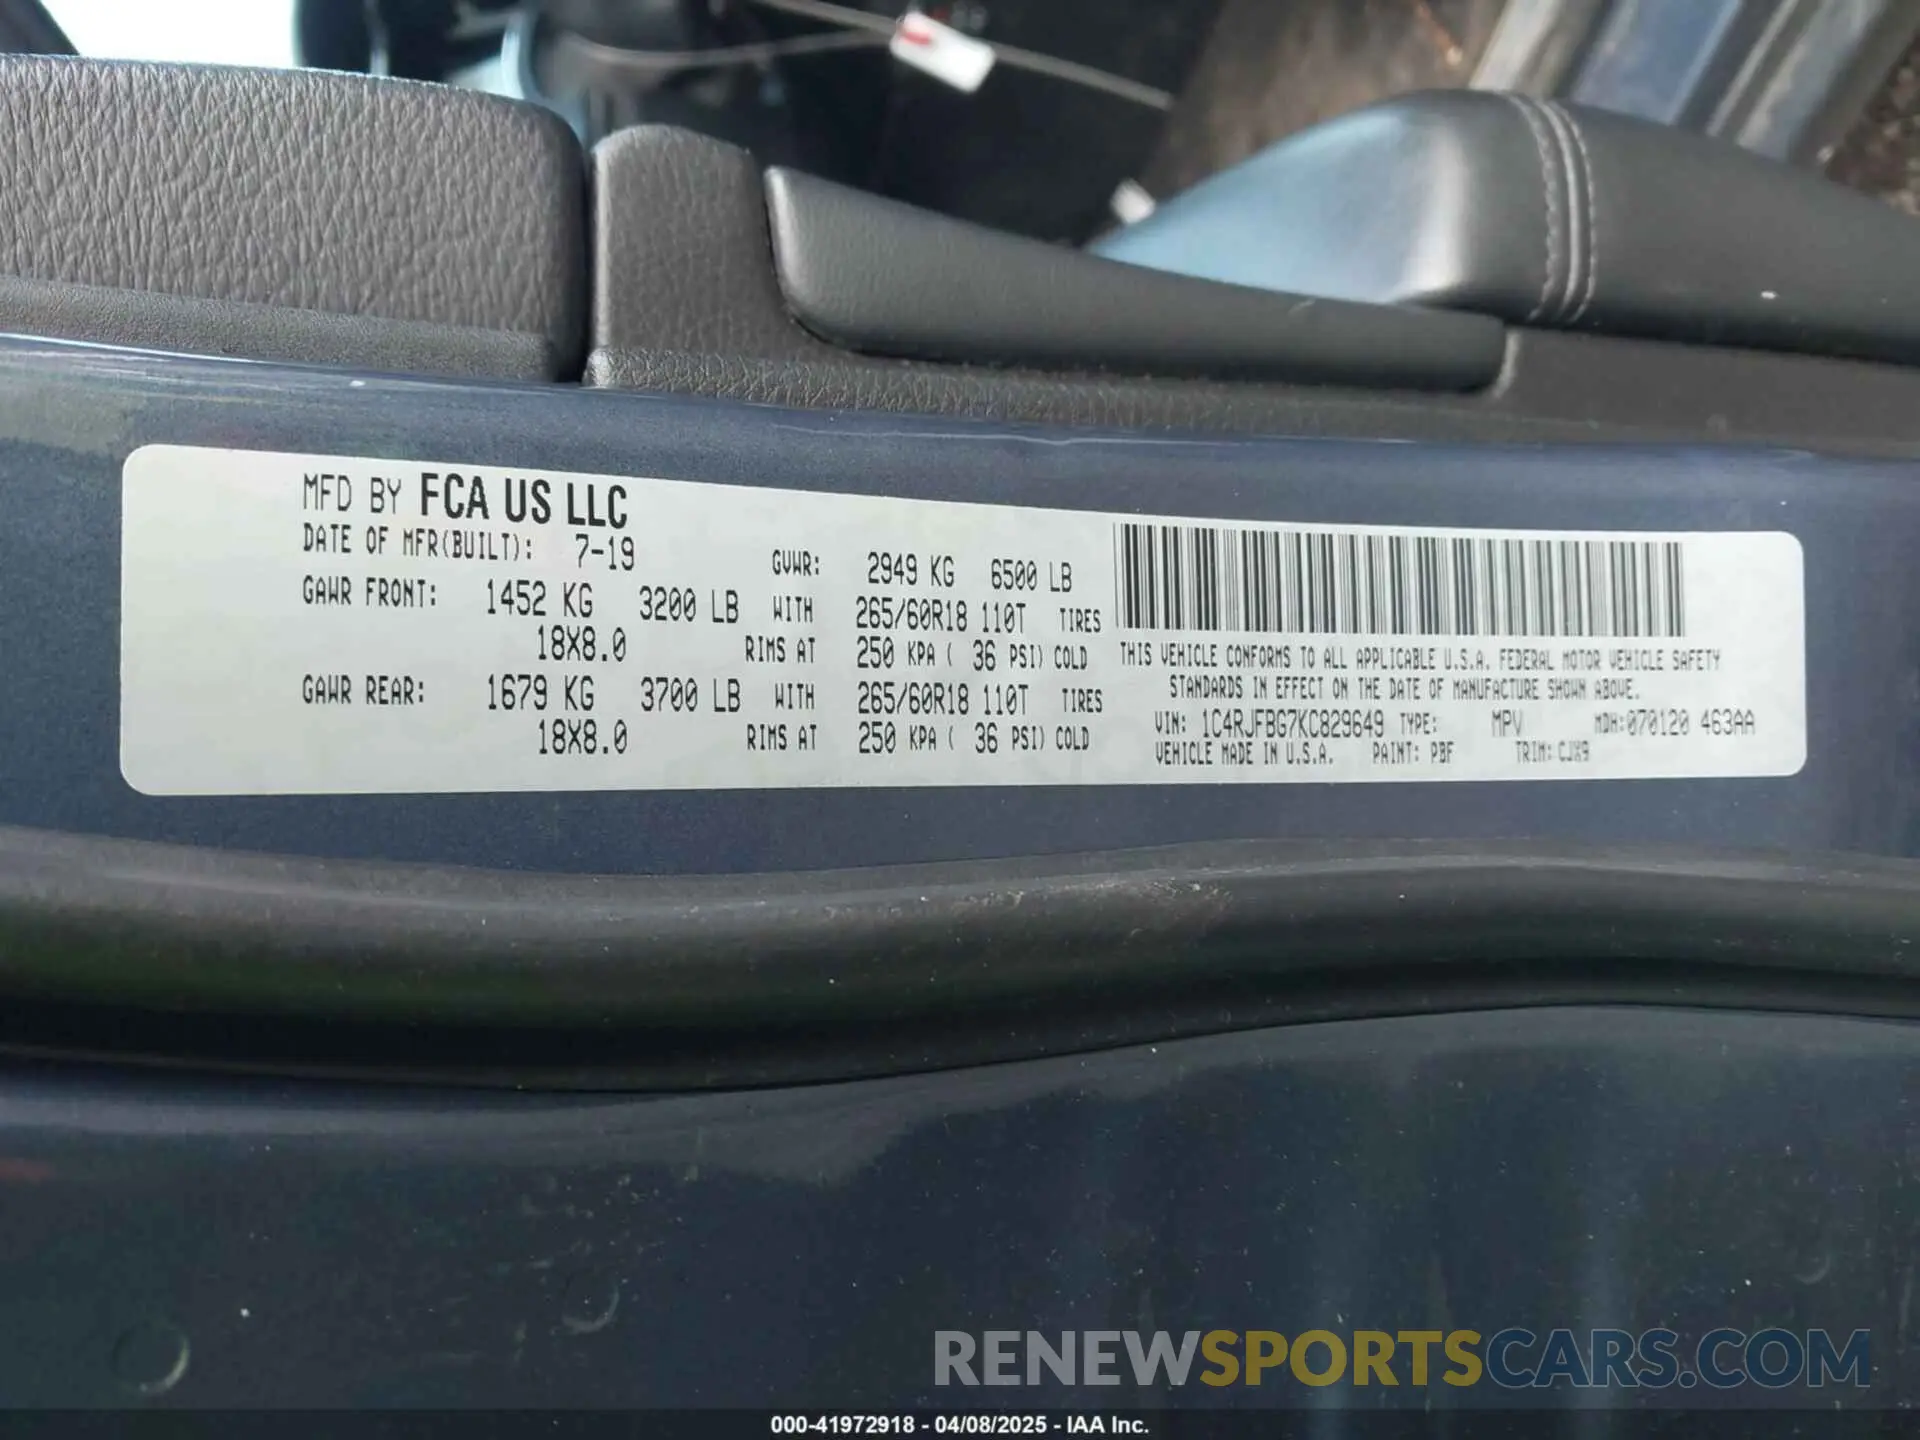 MFD BY FCA US LLC
DATE OF MFR(BUILT): 7-19 GVWR: 2949 KG 6500 LB
GAWR FRONT: 1452 KG 3200 LB WITH 265/60R18 110T TIRES
18X8.0 RIMS AT 250 KPA ( 36 PSI) COLD
GAWR REAR: 1679 KG 3700 LB WITH 265/60R18 110T TIRES
18X8.0 RIMS AT 250 KPA ( 36 PSI) COLD
THIS VEHICLE CONFORMS TO ALL APPLICABLE U.S.A. FEDERAL MOTOR VEHICLE SAFETY
STANDARDS IN EFFECT ON THE DATE OF MANUFACTURE SHOWN ABOVE.
VIN: 1C4RJFBG7KC829649 TYPE: MPV MDH:070120 463AA
VEHICLE MADE IN U.S.A. PAINT: PBF TRIM: CJX9
RENEWSPORTSCARS.COM
000-41972918 - 04/08/2025 - IAA Inc.